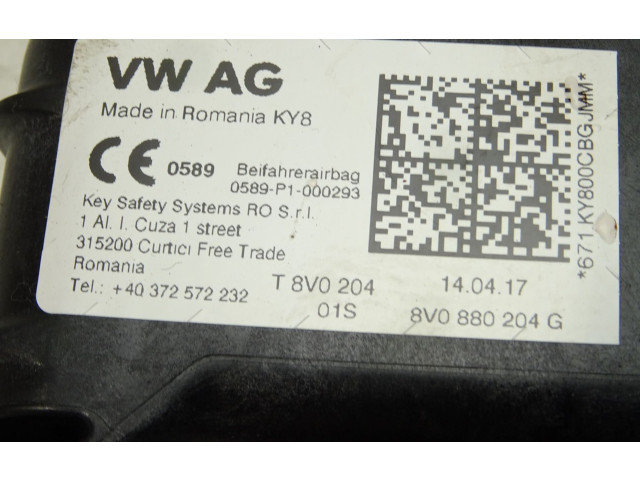 VW AG
Made in Romania KY8
CE 0589 Beifahrerairbag
0589-P1-000293
Key Safety Systems RO S.r.l.
1 Al. I. Cuza 1 street
315200 Curtici Free Trade
Romania
Tel.: +40 372 572 232
T 8V0 204 14.04.17
01S 8V0 880 204 G
*671KY800CBGJMM*